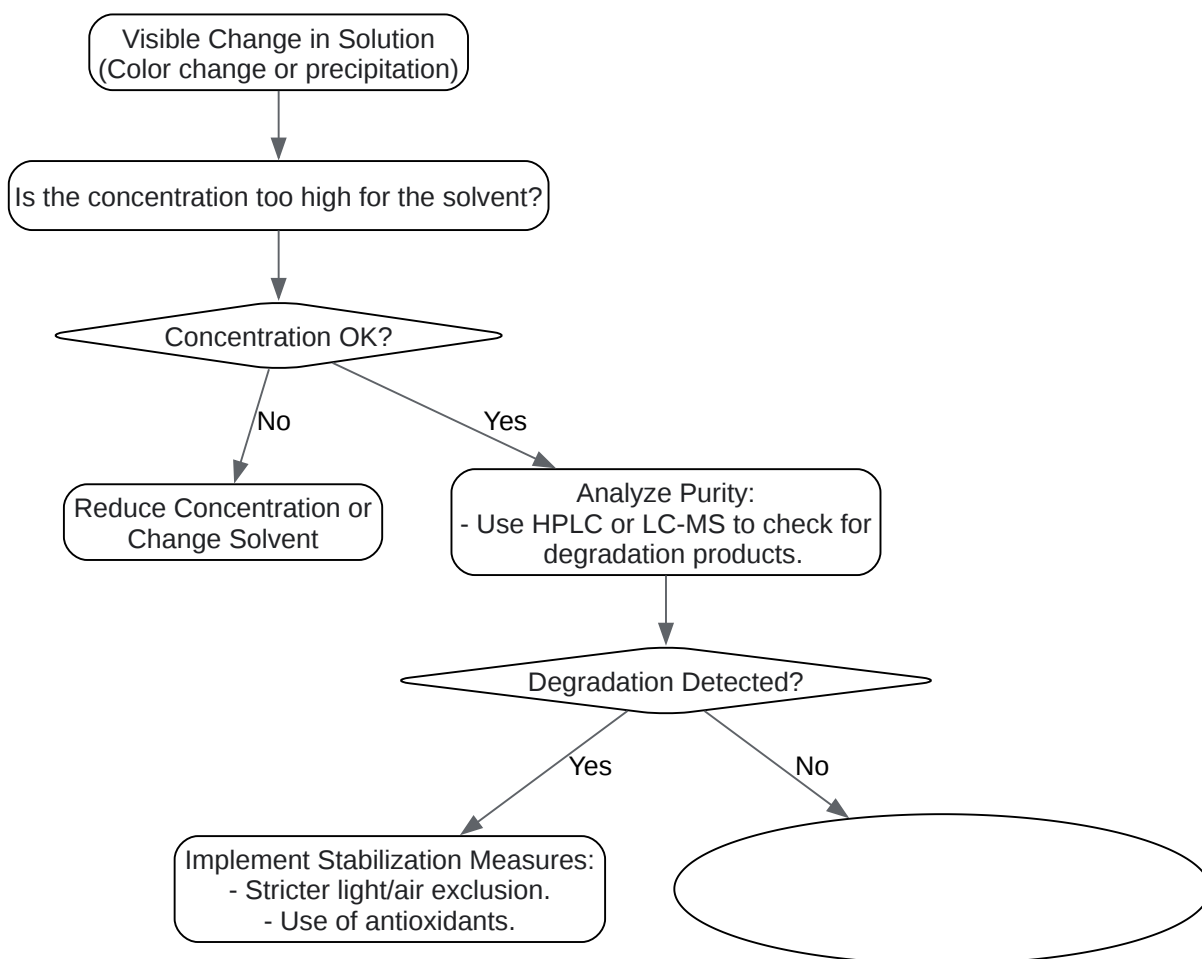 Visible Change in Solution
(Color change or precipitation)
Is the concentration too high for the solvent?
Concentration OK?
No
Yes
Reduce Concentration or
Change Solvent
Analyze Purity:
- Use HPLC or LC-MS to check for
degradation products.
Degradation Detected?
Yes
No
Implement Stabilization Measures:
- Stricter light/air exclusion.
- Use of antioxidants.